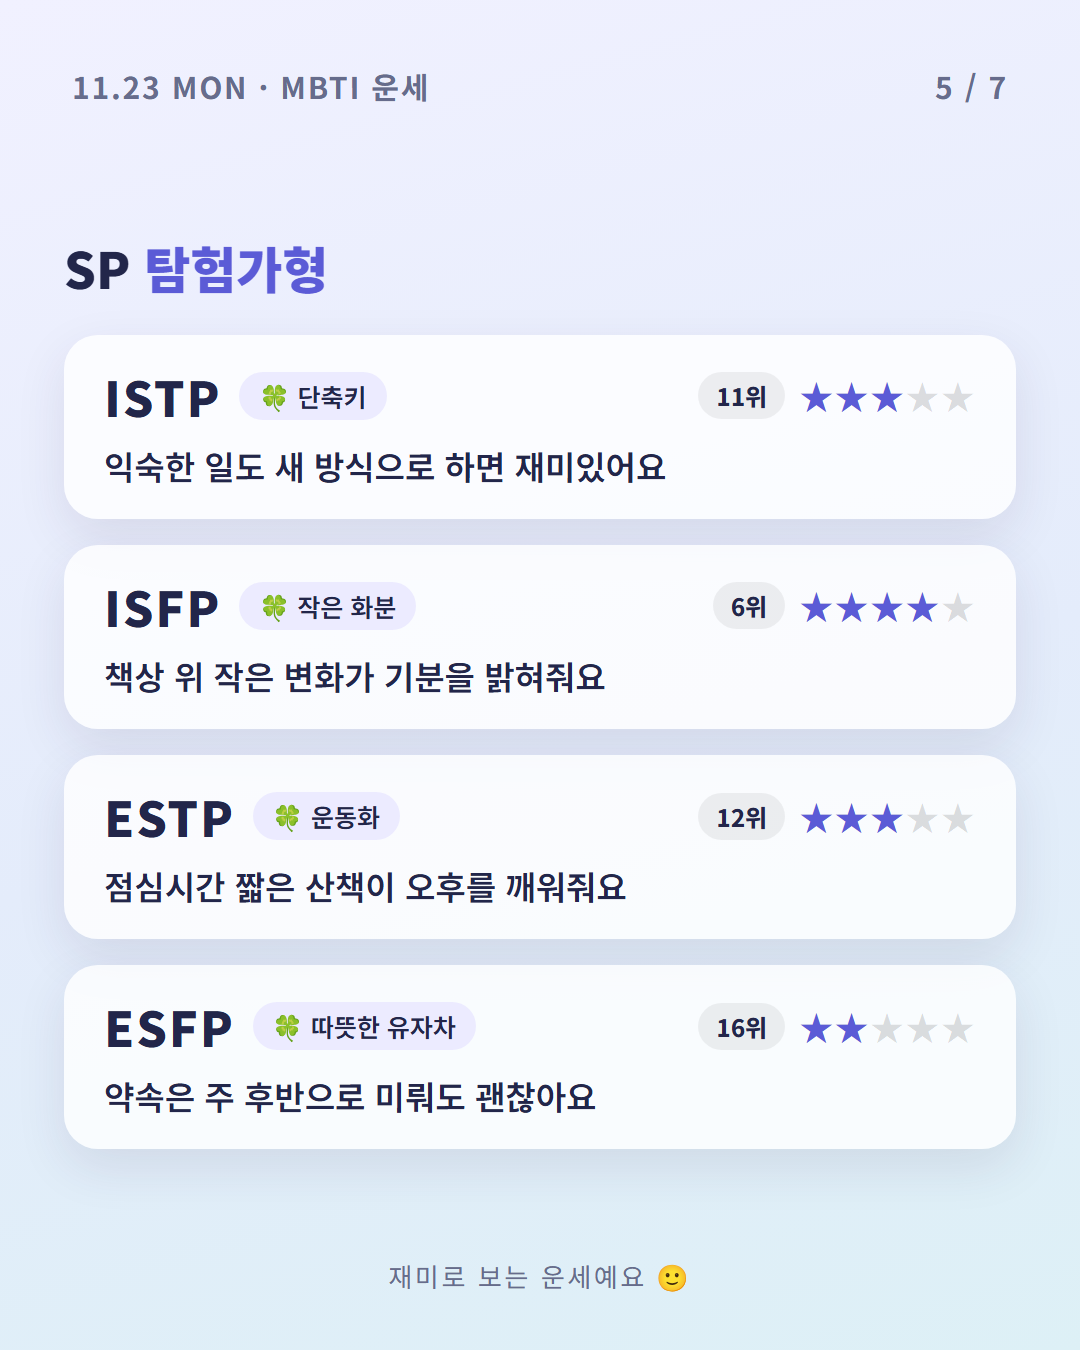 11.23 MON · MBTI 운세
5 / 7
SP 탐험가형
ISTP 🍀 단축키 11위 ★★★★★
익숙한 일도 새 방식으로 하면 재미있어요
ISFP 🍀 작은 화분 6위 ★★★★★
책상 위 작은 변화가 기분을 밝혀줘요
ESTP 🍀 운동화 12위 ★★★★★
점심시간 짧은 산책이 오후를 깨워줘요
ESFP 🍀 따뜻한 유자차 16위 ★★★★★
약속은 주 후반으로 미뤄도 괜찮아요
재미로 보는 운세예요 🙂